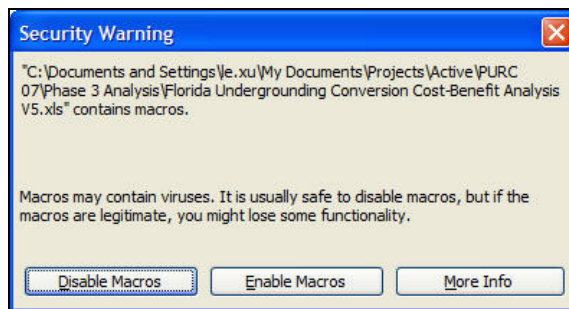 Security Warning
"C:\Documents and Settings\le.xu\My Documents\Projects\Active\PURC
07\Phase 3 Analysis\Florida Undergrounding Conversion Cost-Benefit Analysis
V5.xls" contains macros.
Macros may contain viruses. It is usually safe to disable macros, but if the
macros are legitimate, you might lose some functionality.
Disable Macros
Enable Macros
More Info